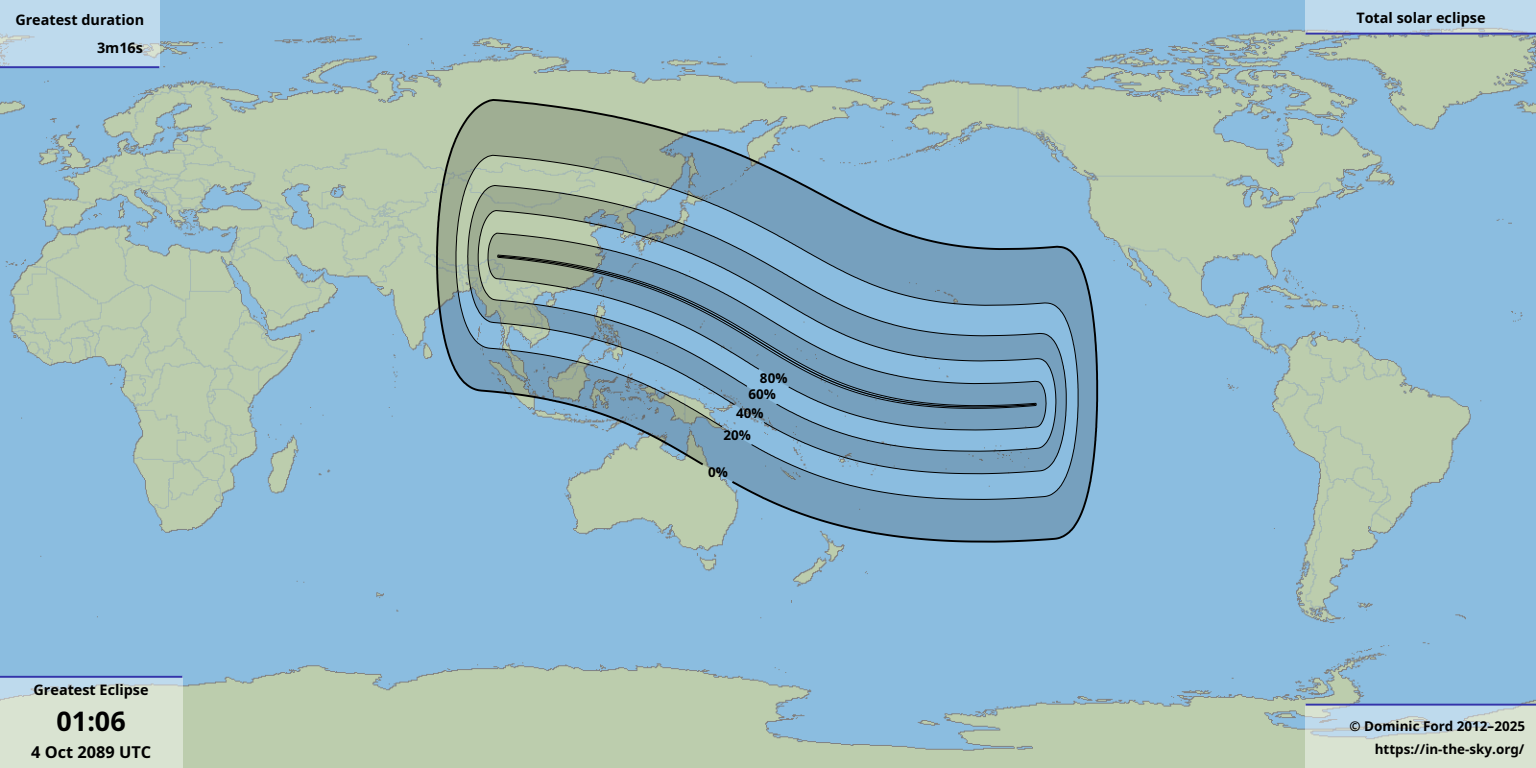 Greatest duration
3m16s
Total solar eclipse
80%
60%
40%
20%
0%
Greatest Eclipse
01:06
4 Oct 2089 UTC
© Dominic Ford 2012–2025
https://in-the-sky.org/